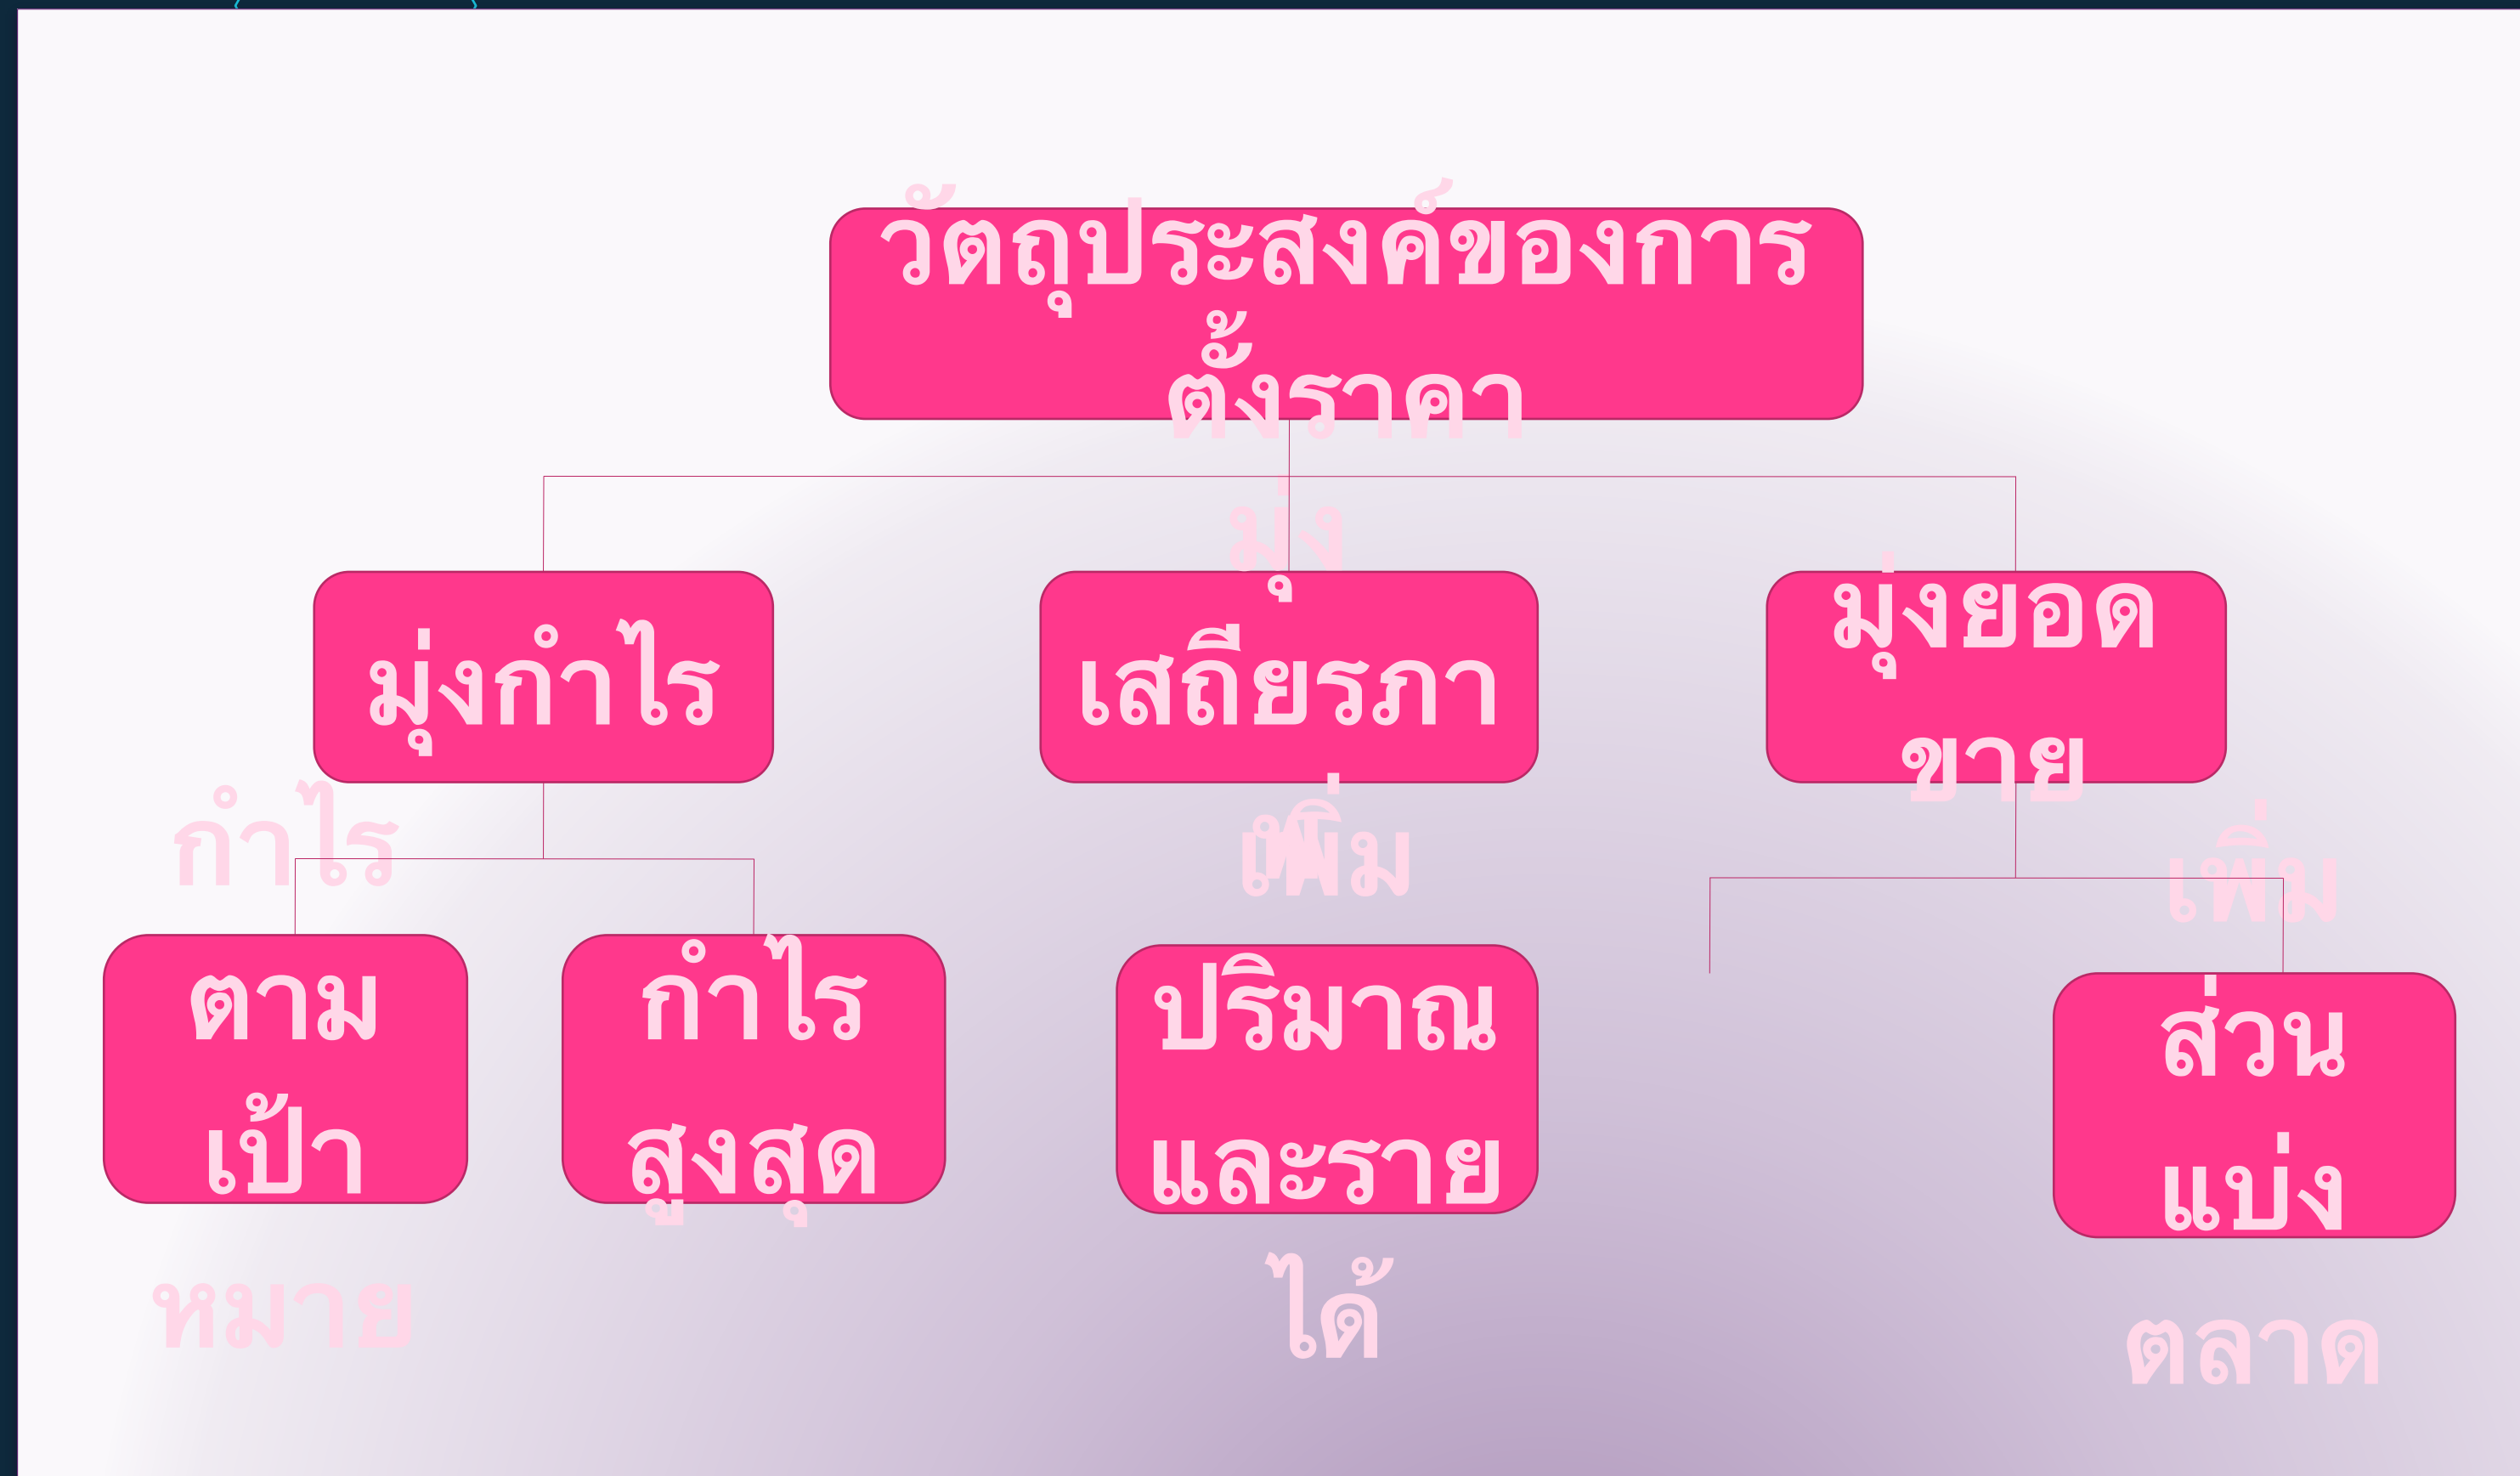 วัตถุประสงค์ของการ
ตั้งราคา
มุ่งกำไร
มุ่ง
เสถียรภา
พ
มุ่งยอด
ขาย
กำไร
ตาม
เป้า
หมาย
กำไร
สูงสุด
เพิ่ม
ปริมาณ
และราย
ได้
เพิ่ม
ส่วน
แบ่ง
ตลาด